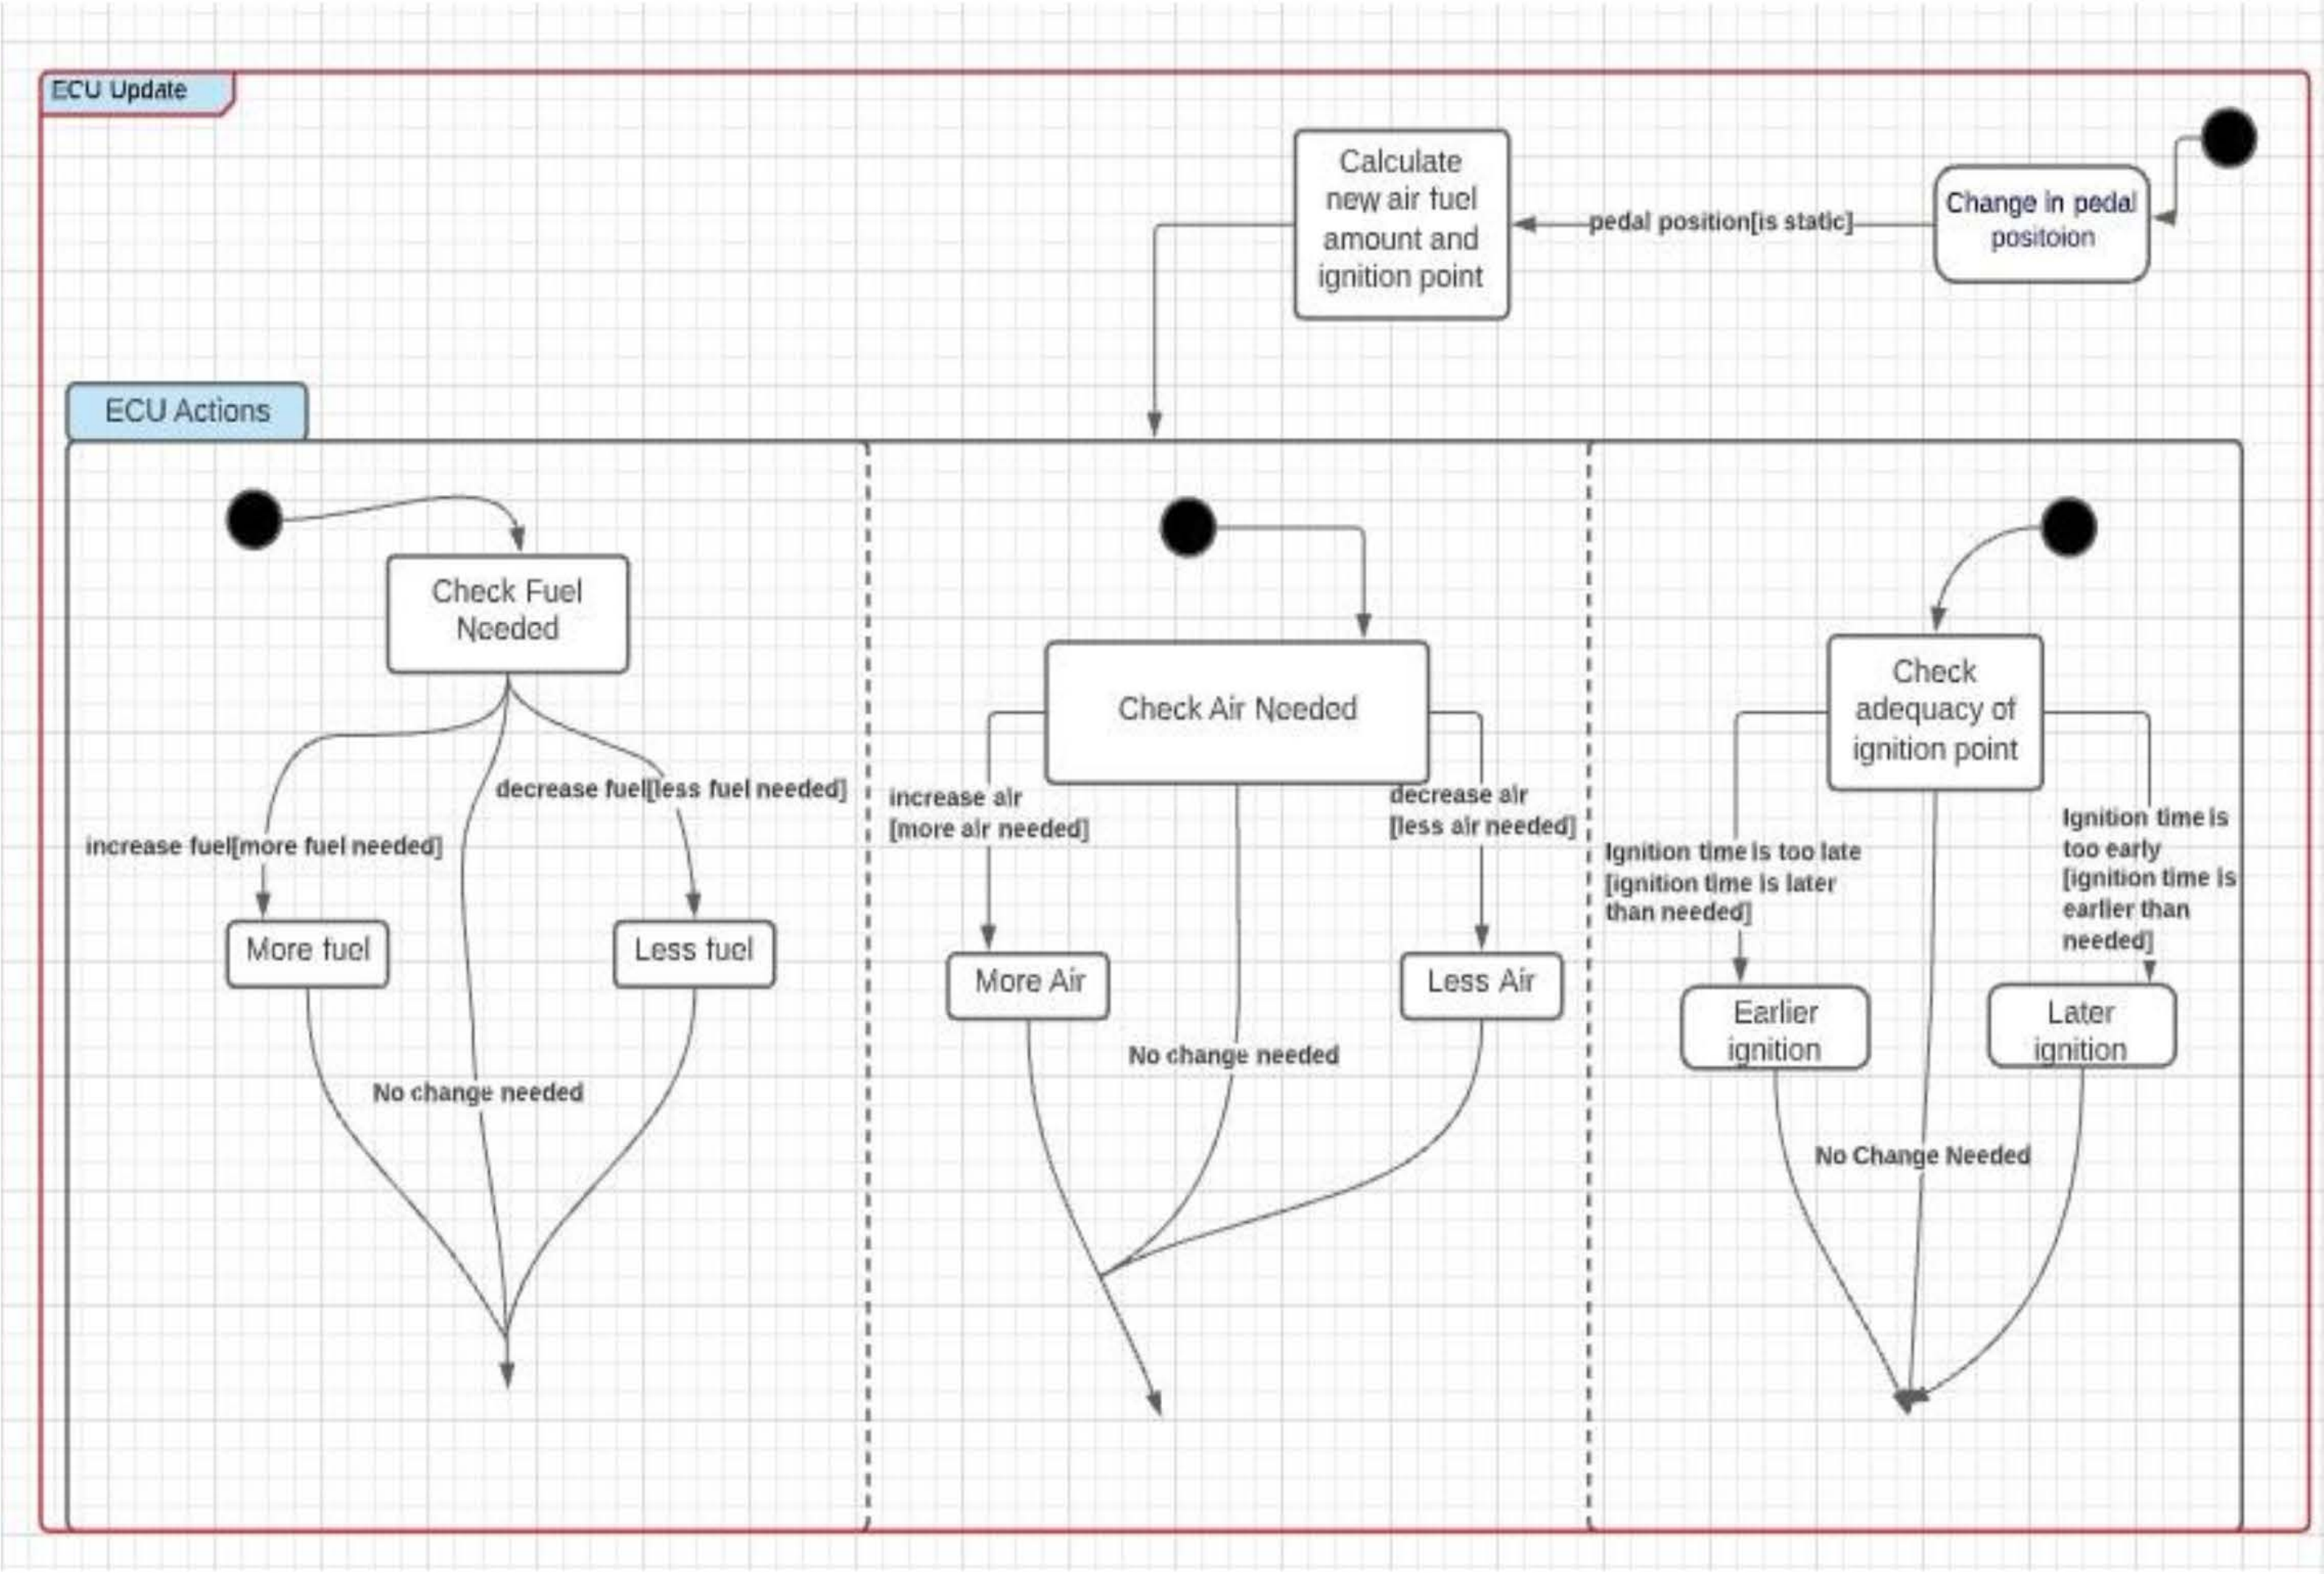 ECU Update
Calculate
new air fuel
amount and
ignition point
pedal position[is static]
Change in pedal
positoion
ECU Actions
Check Fuel
Needed
decrease fuel[less fuel needed]
increase fuel[more fuel needed]
More fuel
Less fuel
No change needed
Check Air Needed
increase air
[more air needed]
decrease air
[less air needed]
More Air
Less Air
No change needed
Check
adequacy of
ignition point
Ignition time is too late
[ignition time is later
than needed]
Ignition time is
too early
[ignition time is
earlier than
needed]
Earlier
ignition
Later
ignition
No Change Needed